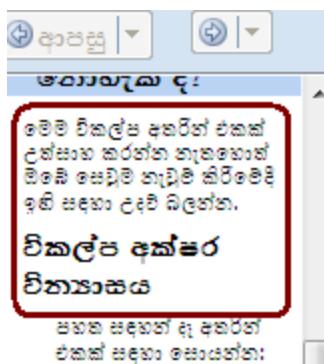 ආපසු
නොහැක ද?
මෙම විකල්ප අතරින් එකක්
උත්සාහ කරන්න නැතහොත්
ඔබේ සෙවුම් නැවුම් කිරීමේදී
ඉඟි සඳහා උදව් බලන්න.
විකල්ප අක්ෂර
වින්‍යාසය
පහත සඳහන් දෑ අතරින්
එකක් සඳහා සොයන්න: